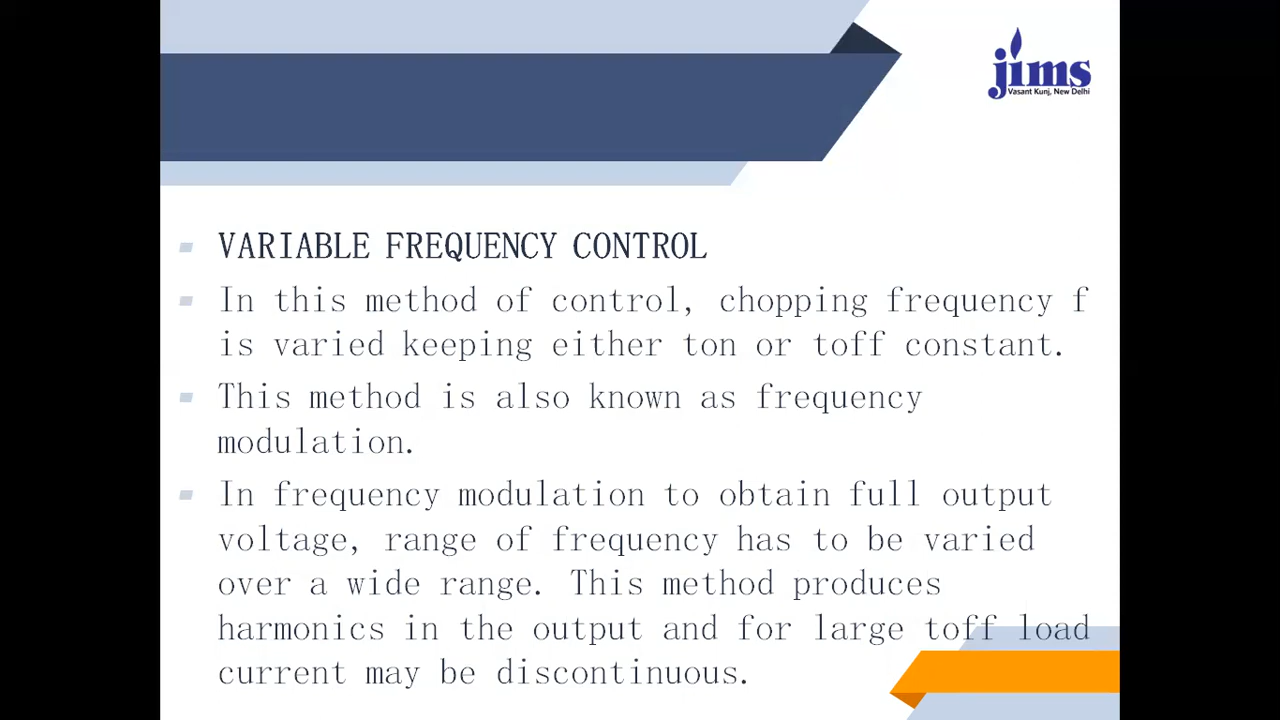 jims
Vasant Kunj, New Delhi
VARIABLE FREQUENCY CONTROL
In this method of control, chopping frequency f
is varied keeping either ton or toff constant.
This method is also known as frequency
modulation.
In frequency modulation to obtain full output
voltage, range of frequency has to be varied
over a wide range. This method produces
harmonics in the output and for large toff load
current may be discontinuous.